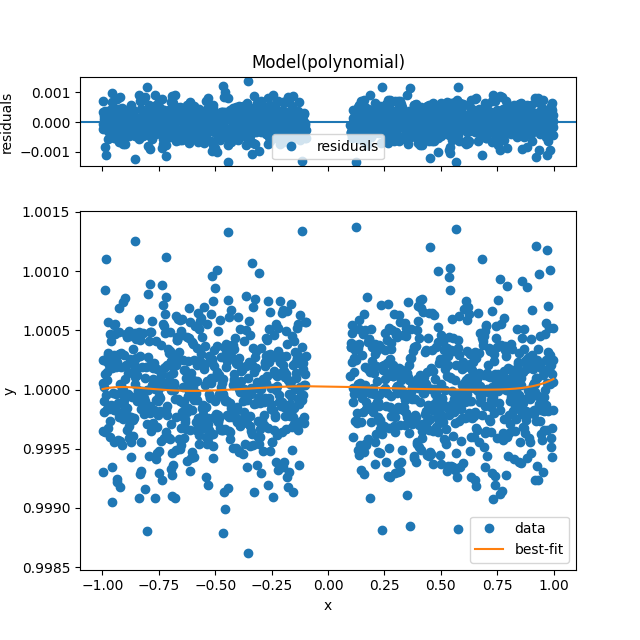 Model(polynomial)
residuals
0.001
0.000
−0.001
residuals
y
1.0015
1.0010
1.0005
1.0000
0.9995
0.9990
0.9985
data
best-fit
−1.00 −0.75 −0.50 −0.25 0.00 0.25 0.50 0.75 1.00
x